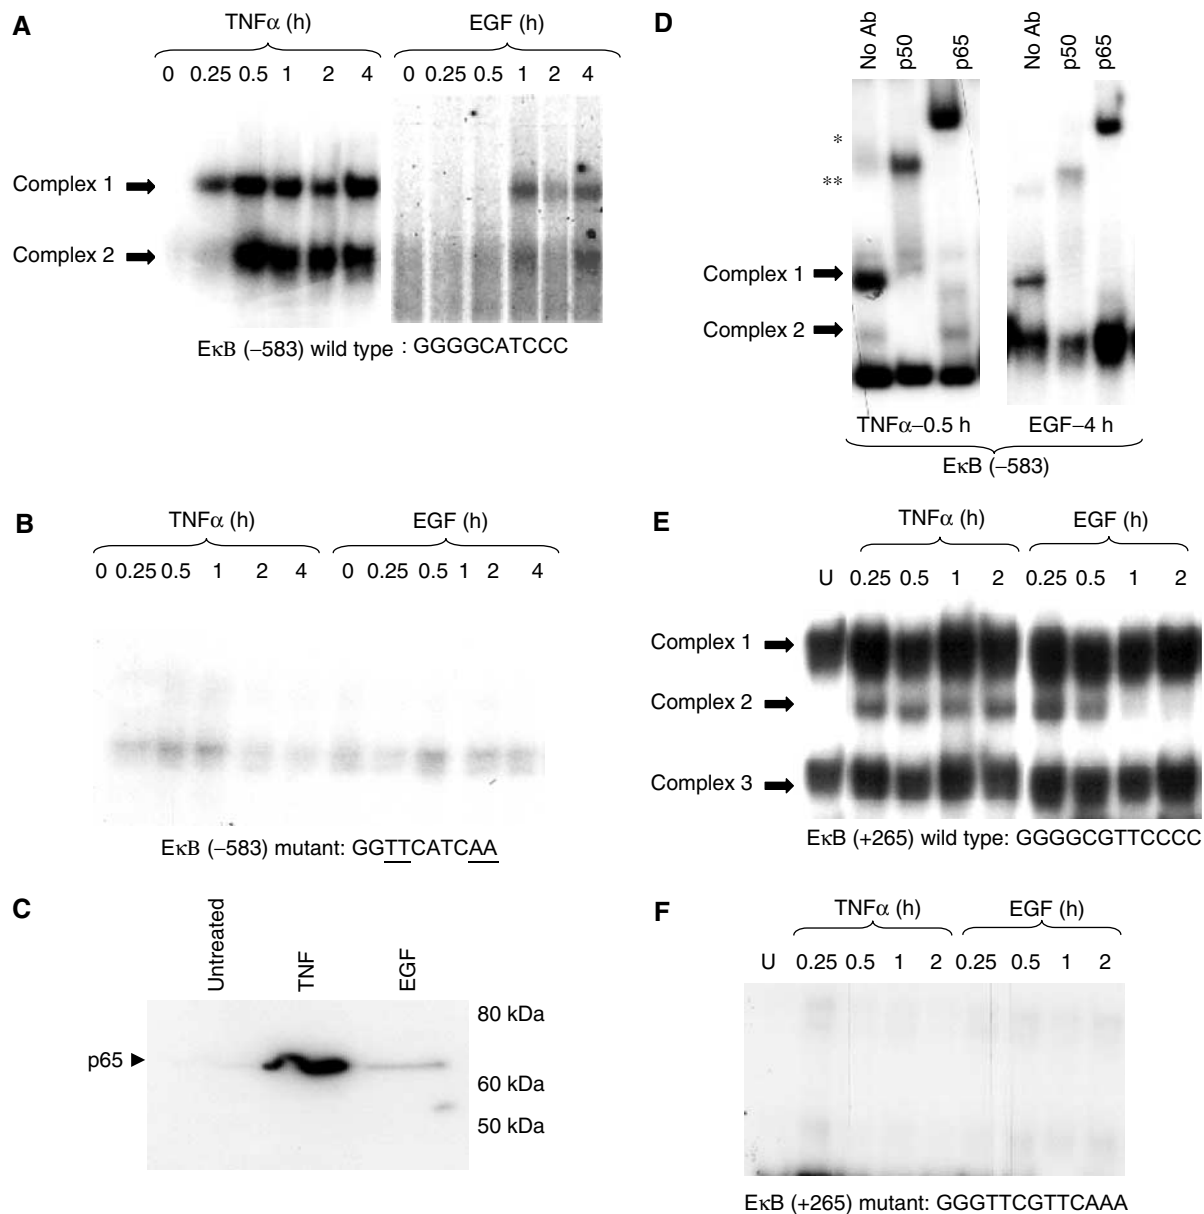 A
TNFα (h)
EGF (h)
0 0.25 0.5 1 2 4
0 0.25 0.5 1 2 4
Complex 1
Complex 2
EκB (–583) wild type : GGGGCATCCC
B
TNFα (h)
EGF (h)
0 0.25 0.5 1 2 4
0 0.25 0.5 1 2 4
EκB (–583) mutant: GGTTCATCAA
C
Untreated
TNF
EGF
p65
80 kDa
60 kDa
50 kDa
D
No Ab
p50
p65
No Ab
p50
p65
*
**
Complex 1
Complex 2
TNFα–0.5 h
EGF–4 h
EκB (–583)
E
TNFα (h)
EGF (h)
U 0.25 0.5 1 2 0.25 0.5 1 2
Complex 1
Complex 2
Complex 3
EκB (+265) wild type: GGGGCGTTCCCC
F
TNFα (h)
EGF (h)
U 0.25 0.5 1 2 0.25 0.5 1 2
EκB (+265) mutant: GGGTTCGTTCAAA